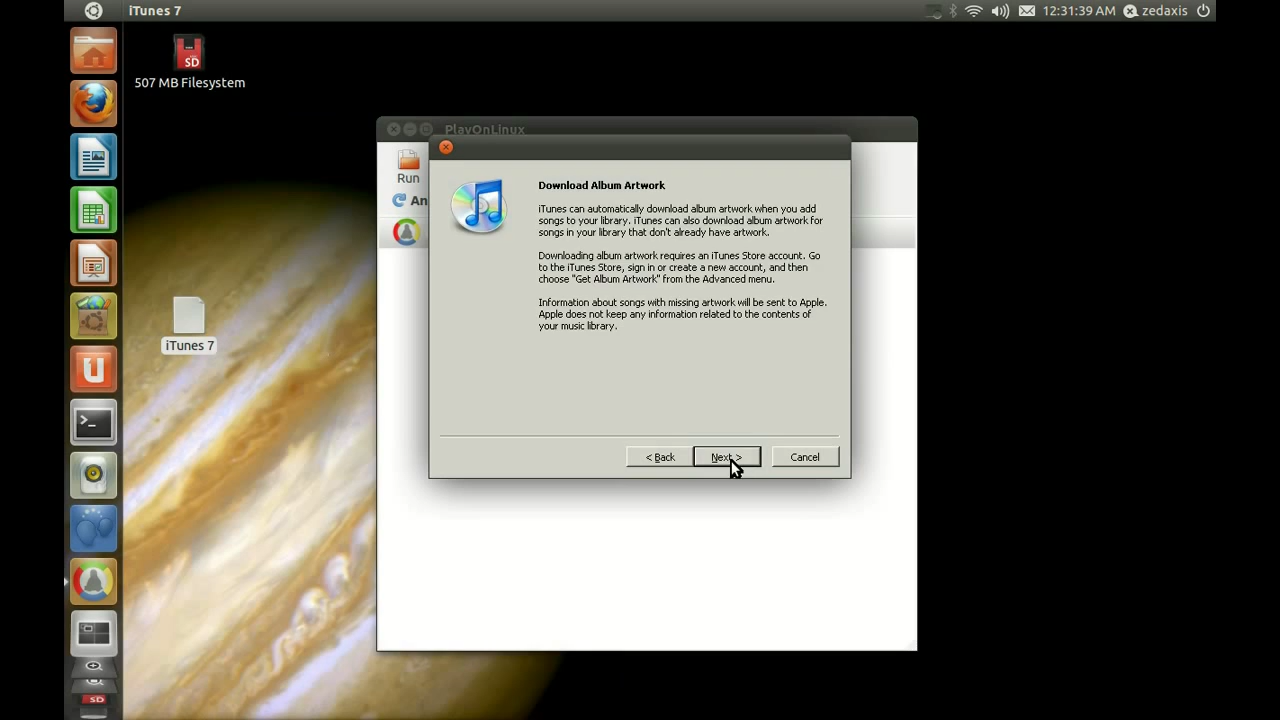 iTunes 7
12:31:39 AM
zedaxis
SD
507 MB Filesystem
PlayOnLinux
Run
An
Download Album Artwork
iTunes can automatically download album artwork when you add
songs to your library. iTunes can also download album artwork for
songs in your library that don't already have artwork.
Downloading album artwork requires an iTunes Store account. Go
to the iTunes Store, sign in or create a new account, and then
choose "Get Album Artwork" from the Advanced menu.
Information about songs with missing artwork will be sent to Apple.
Apple does not keep any information related to the contents of
your music library.
iTunes 7
< Back
Next >
Cancel
SD